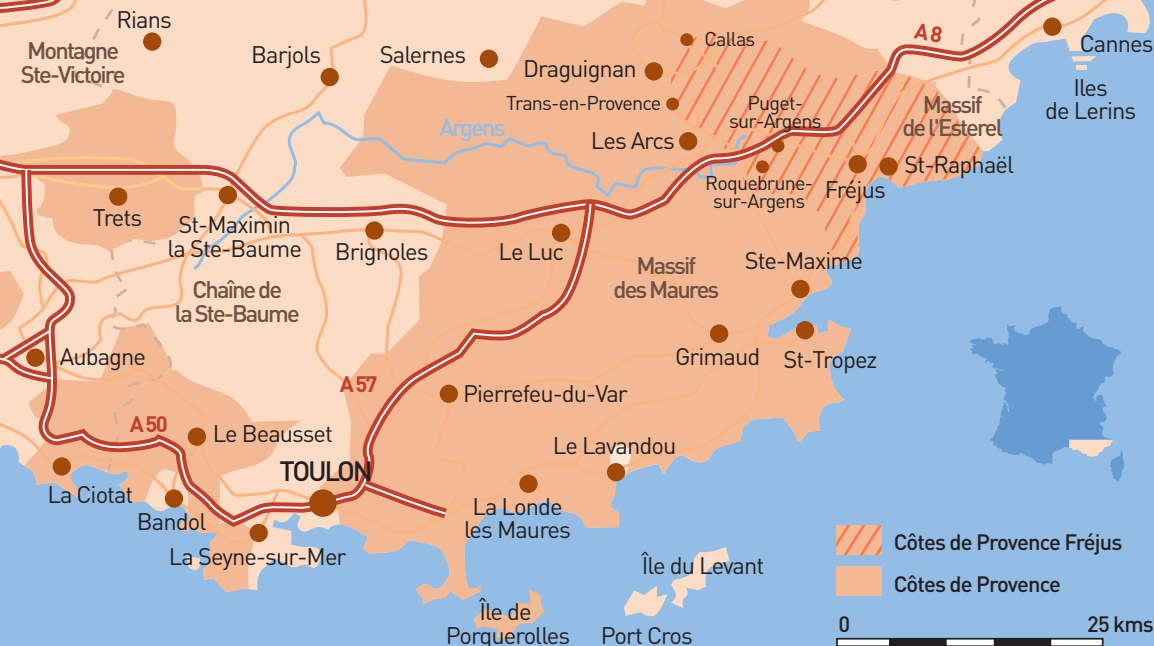 Rians
Montagne
Ste-Victoire
Barjols
Salernes
Callas
A 8
Cannes
Iles
de Lerins
Draguignan
Trans-en-Provence
Puget-
sur-Argens
Massif
de l'Esterel
Argens
Les Arcs
St-Raphaël
Roquebrune-
sur-Argens
Fréjus
Trets
St-Maximin
la Ste-Baume
Brignoles
Le Luc
Ste-Maxime
Massif
des Maures
Chaîne de
la Ste-Baume
Aubagne
Grimaud
St-Tropez
A 57
Pierrefeu-du-Var
A 50
Le Beausset
Le Lavandou
TOULON
La Ciotat
Bandol
La Londe
les Maures
La Seyne-sur-Mer
Île du Levant
Île de
Porquerolles
Port Cros
Côtes de Provence Fréjus
Côtes de Provence
0
25 kms